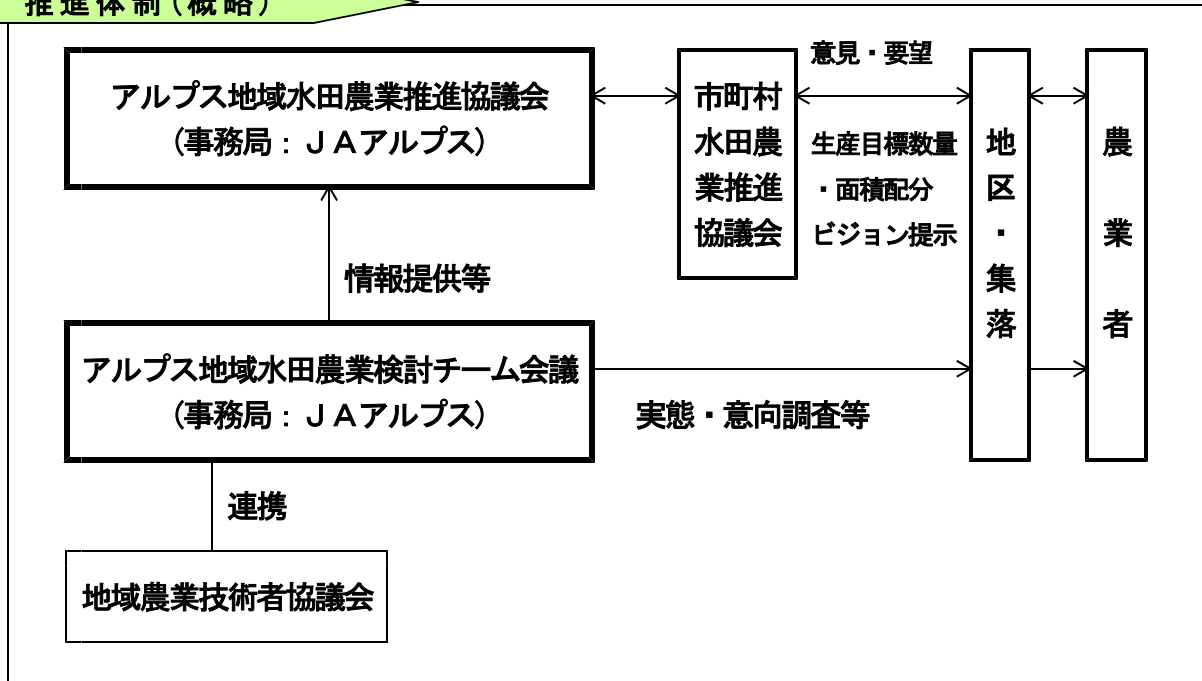 推進体制（概略）
アルプス地域水田農業推進協議会
（事務局：ＪＡアルプス）
市町村
水田農
業推進
協議会
意見・要望
生産目標数量
・面積配分
ビジョン提示
地区・集落
農業者
情報提供等
アルプス地域水田農業検討チーム会議
（事務局：ＪＡアルプス）
実態・意向調査等
連携
地域農業技術者協議会